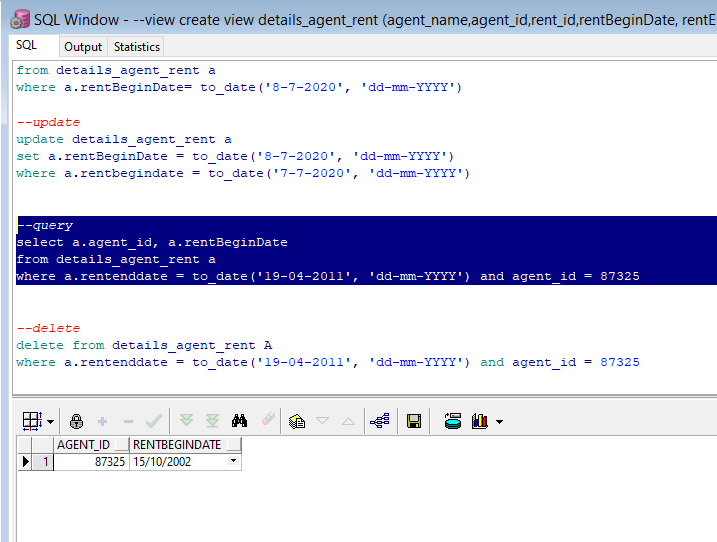 SQL Window - --view create view details_agent_rent (agent_name,agent_id,rent_id,rentBeginDate, rentE
SQL Output Statistics
from details_agent_rent a
where a.rentBeginDate= to_date('8-7-2020', 'dd-mm-YYYY')
--update
update details_agent_rent a
set a.rentBeginDate = to_date('8-7-2020', 'dd-mm-YYYY')
where a.rentbegindate = to_date('7-7-2020', 'dd-mm-YYYY')
--query
select a.agent_id, a.rentBeginDate
from details_agent_rent a
where a.rentenddate = to_date('19-04-2011', 'dd-mm-YYYY') and agent_id = 87325
--delete
delete from details_agent_rent A
where a.rentenddate = to_date('19-04-2011', 'dd-mm-YYYY') and agent_id = 87325
AGENT_ID RENTBEGINDATE
1 87325 15/10/2002